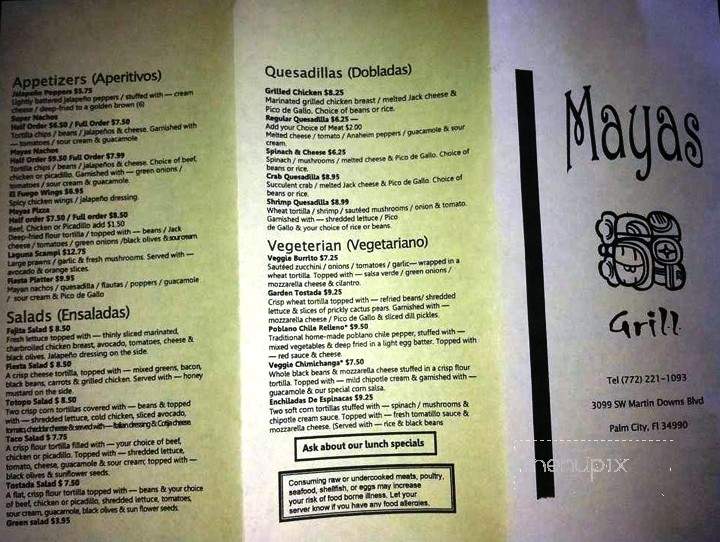 Appetizers (Aperitivos)
Jalapeño Peppers $5.75
Lightly battered jalapeño peppers / stuffed with — cream
cheese / deep-fried to a golden brown (6)
Super Nachos
Half Order $6.50 / Full Order $7.50
Tortilla chips / beans / jalapeños & cheese. Garnished with
— tomatoes / sour cream & guacamole
Mayas Nachos
Half Order $9.50 Full Order $7.99
Tortilla chips / beans / jalapeños & cheese. Choice of beef,
chicken or picadillo. Garnished with — green onions /
tomatoes / sour cream & guacamole.
El Fuego Wings $6.95
Spicy chicken wings / jalapeño dressing.
Mayas Pizza
Half order $7.50 / Full order $8.50
Beef, Chicken or Picadillo add $1.50
Deep-fried flour tortilla / topped with — beans / Jack
cheese / tomatoes / green onions /black olives & sour cream
Laguna Scampi $12.75
Large prawns / garlic & fresh mushrooms. Served with —
avocado & orange slices.
Fiesta Platter $9.95
Mayan nachos / quesadilla / flautas / poppers / guacamole
/ sour cream & Pico de Gallo
Salads (Ensaladas)
Fajita Salad $ 8.50
Fresh lettuce topped with — thinly sliced marinated,
charbroiled chicken breast, avocado, tomatoes, cheese &
black olives. Jalapeño dressing on the side.
Fiesta Salad $ 8.50
A crisp cheese tortilla, topped with — mixed greens, bacon,
black beans, carrots & grilled chicken. Served with — honey
mustard on the side.
Totopo Salad $ 8.50
Two crisp corn tortillas covered with — beans & topped
with — shredded lettuce, cold chicken, sliced avocado,
tomato, cheddar cheese & served with — Italian dressing & Cotija cheese.
Taco Salad $ 7.75
A crisp flour tortilla filled with — your choice of beef,
chicken or picadillo. Topped with — shredded lettuce,
tomato, cheese, guacamole & sour cream; topped with —
black olives & sunflower seeds.
Tostada Salad $ 7.50
A flat, crisp flour tortilla topped with — beans & your choice
of beef, chicken or picadillo, shredded lettuce, tomatoes,
sour cream, guacamole, black olives & sun flower seeds.
Green salad $3.95
Quesadillas (Dobladas)
Grilled Chicken $8.25
Marinated grilled chicken breast / melted Jack cheese &
Pico de Gallo. Choice of beans or rice.
Regular Quesadilla $6.25 —
Add your Choice of Meat $2.00
Melted cheese / tomato / Anaheim peppers / guacamole & sour
cream.
Spinach & Cheese $6.25
Spinach / mushrooms / melted cheese & Pico de Gallo. Choice of
beans or rice.
Crab Quesadilla $8.95
Succulent crab / melted Jack cheese & Pico de Gallo. Choice of
beans or rice.
Shrimp Quesadilla $8.99
Wheat tortilla / shrimp / sautéed mushrooms / onion & tomato.
Garnished with — shredded lettuce / Pico
de Gallo & your choice of rice or beans.
Vegeterian (Vegetariano)
Veggie Burrito $7.25
Sautéed zucchini / onions / tomatoes / garlic— wrapped in a
wheat tortilla. Topped with — salsa verde / green onions /
mozzarella cheese & cilantro.
Garden Tostada $9.25
Crisp wheat tortilla topped with — refried beans/ shredded
lettuce & slices of prickly cactus pears. Garnished with —
mozzarella cheese / Pico de Gallo & sliced dill pickles.
Poblano Chile Relleno* $9.50
Traditional home-made poblano chile pepper, stuffed with —
mixed vegetables & deep fried in a light egg batter. Topped with
— red sauce & cheese.
Veggie Chimichanga* $7.50
Whole black beans & mozzarella cheese stuffed in a crisp flour
tortilla. Topped with — mild chipotle cream & garnished with —
guacamole & our special corn salsa.
Enchiladas De Espinacas $9.25
Two soft corn tortillas stuffed with — spinach / mushrooms &
chipotle cream sauce. Topped with — fresh tomatillo sauce &
mozzarella cheese. (Served with — rice & black beans
Ask about our lunch specials
Consuming raw or undercooked meats, poultry,
seafood, shellfish, or eggs may increase
your risk of food borne illness. Let your
server know if you have any food allergies.
Mayas
Grill
Tel (772) 221-1093
3099 SW Martin Downs Blvd
Palm City, Fl 34990
menupix